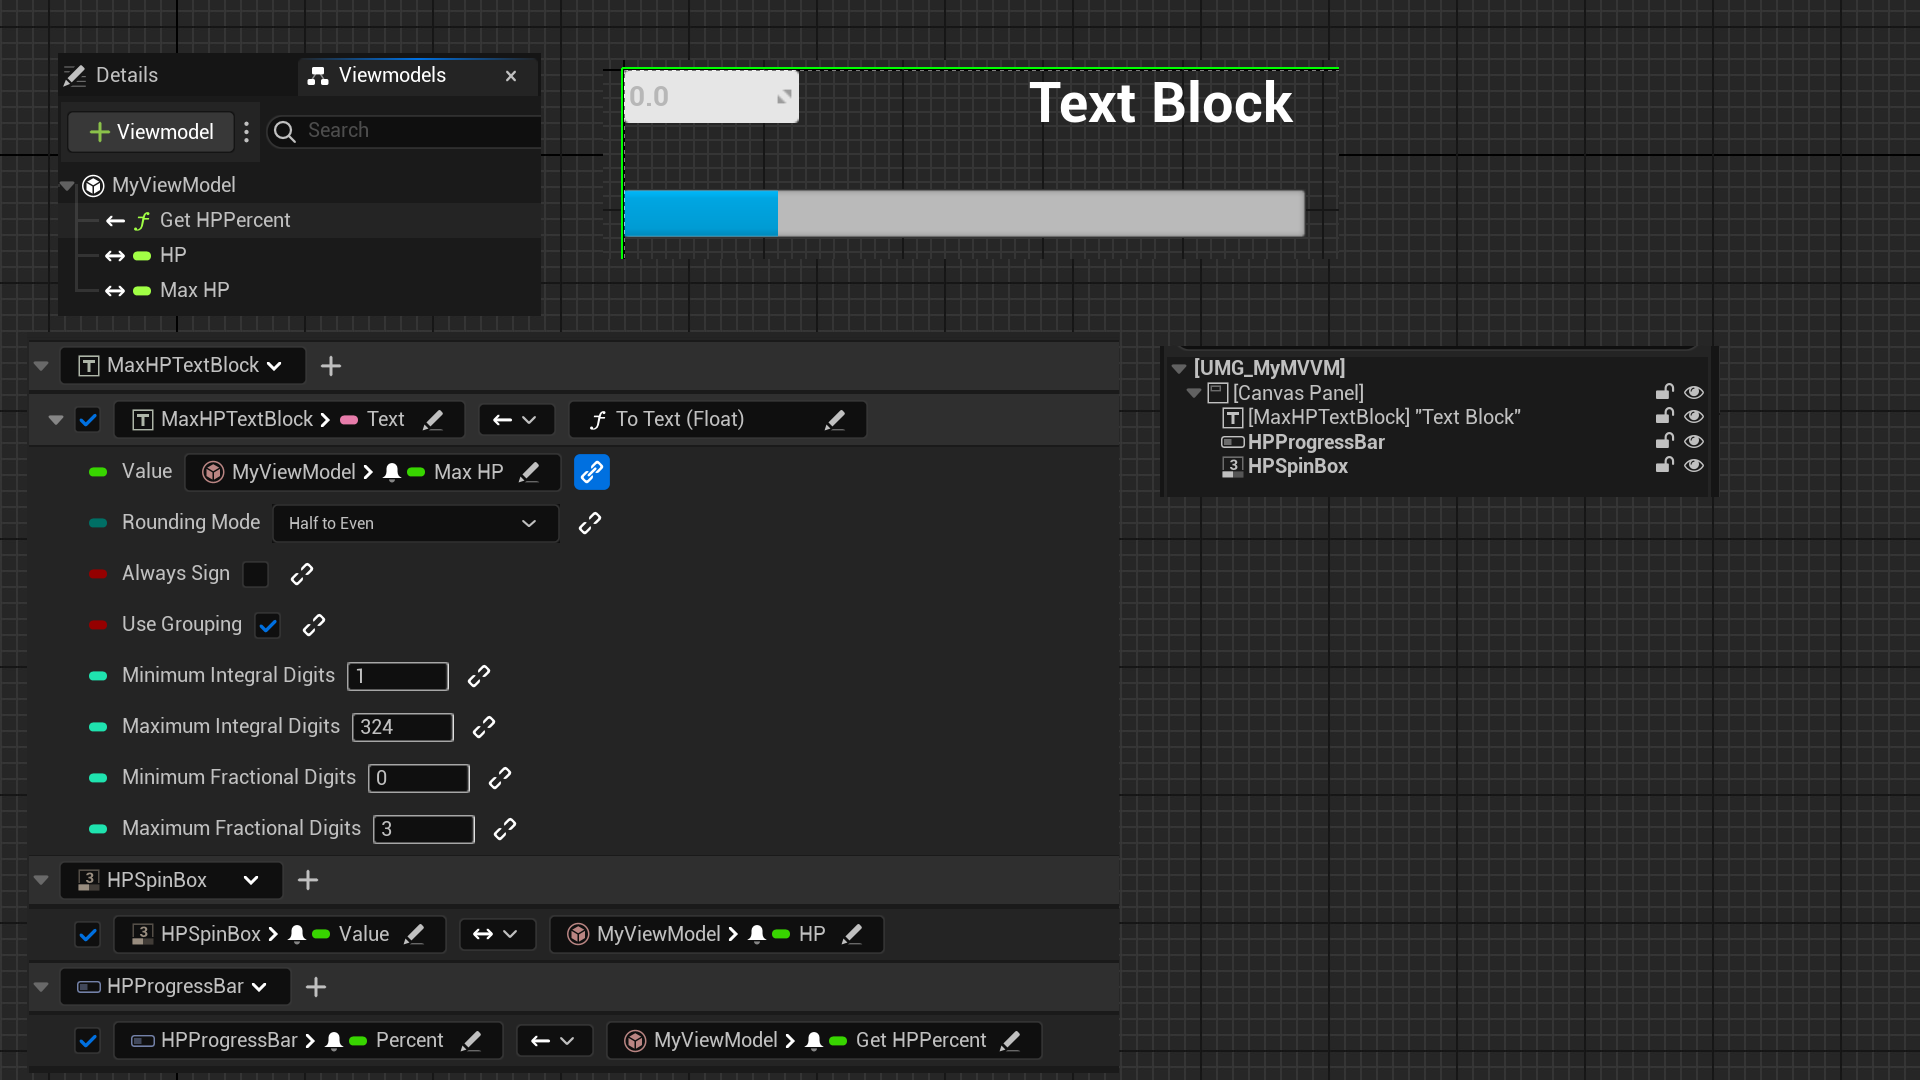 Details
Viewmodels
Viewmodel
Search
MyViewModel
Get HPPercent
HP
Max HP
0.0
Text Block
MaxHPTextBlock
MaxHPTextBlock Text To Text (Float)
Value MyViewModel Max HP
Rounding Mode Half to Even
Always Sign
Use Grouping
Minimum Integral Digits 1
Maximum Integral Digits 324
Minimum Fractional Digits 0
Maximum Fractional Digits 3
3 HPSpinBox
3 HPSpinBox Value MyViewModel HP
HPProgressBar
HPProgressBar Percent MyViewModel Get HPPercent
[UMG_MyMVVM]
[Canvas Panel]
T [MaxHPTextBlock] "Text Block"
HPProgressBar
3 HPSpinBox